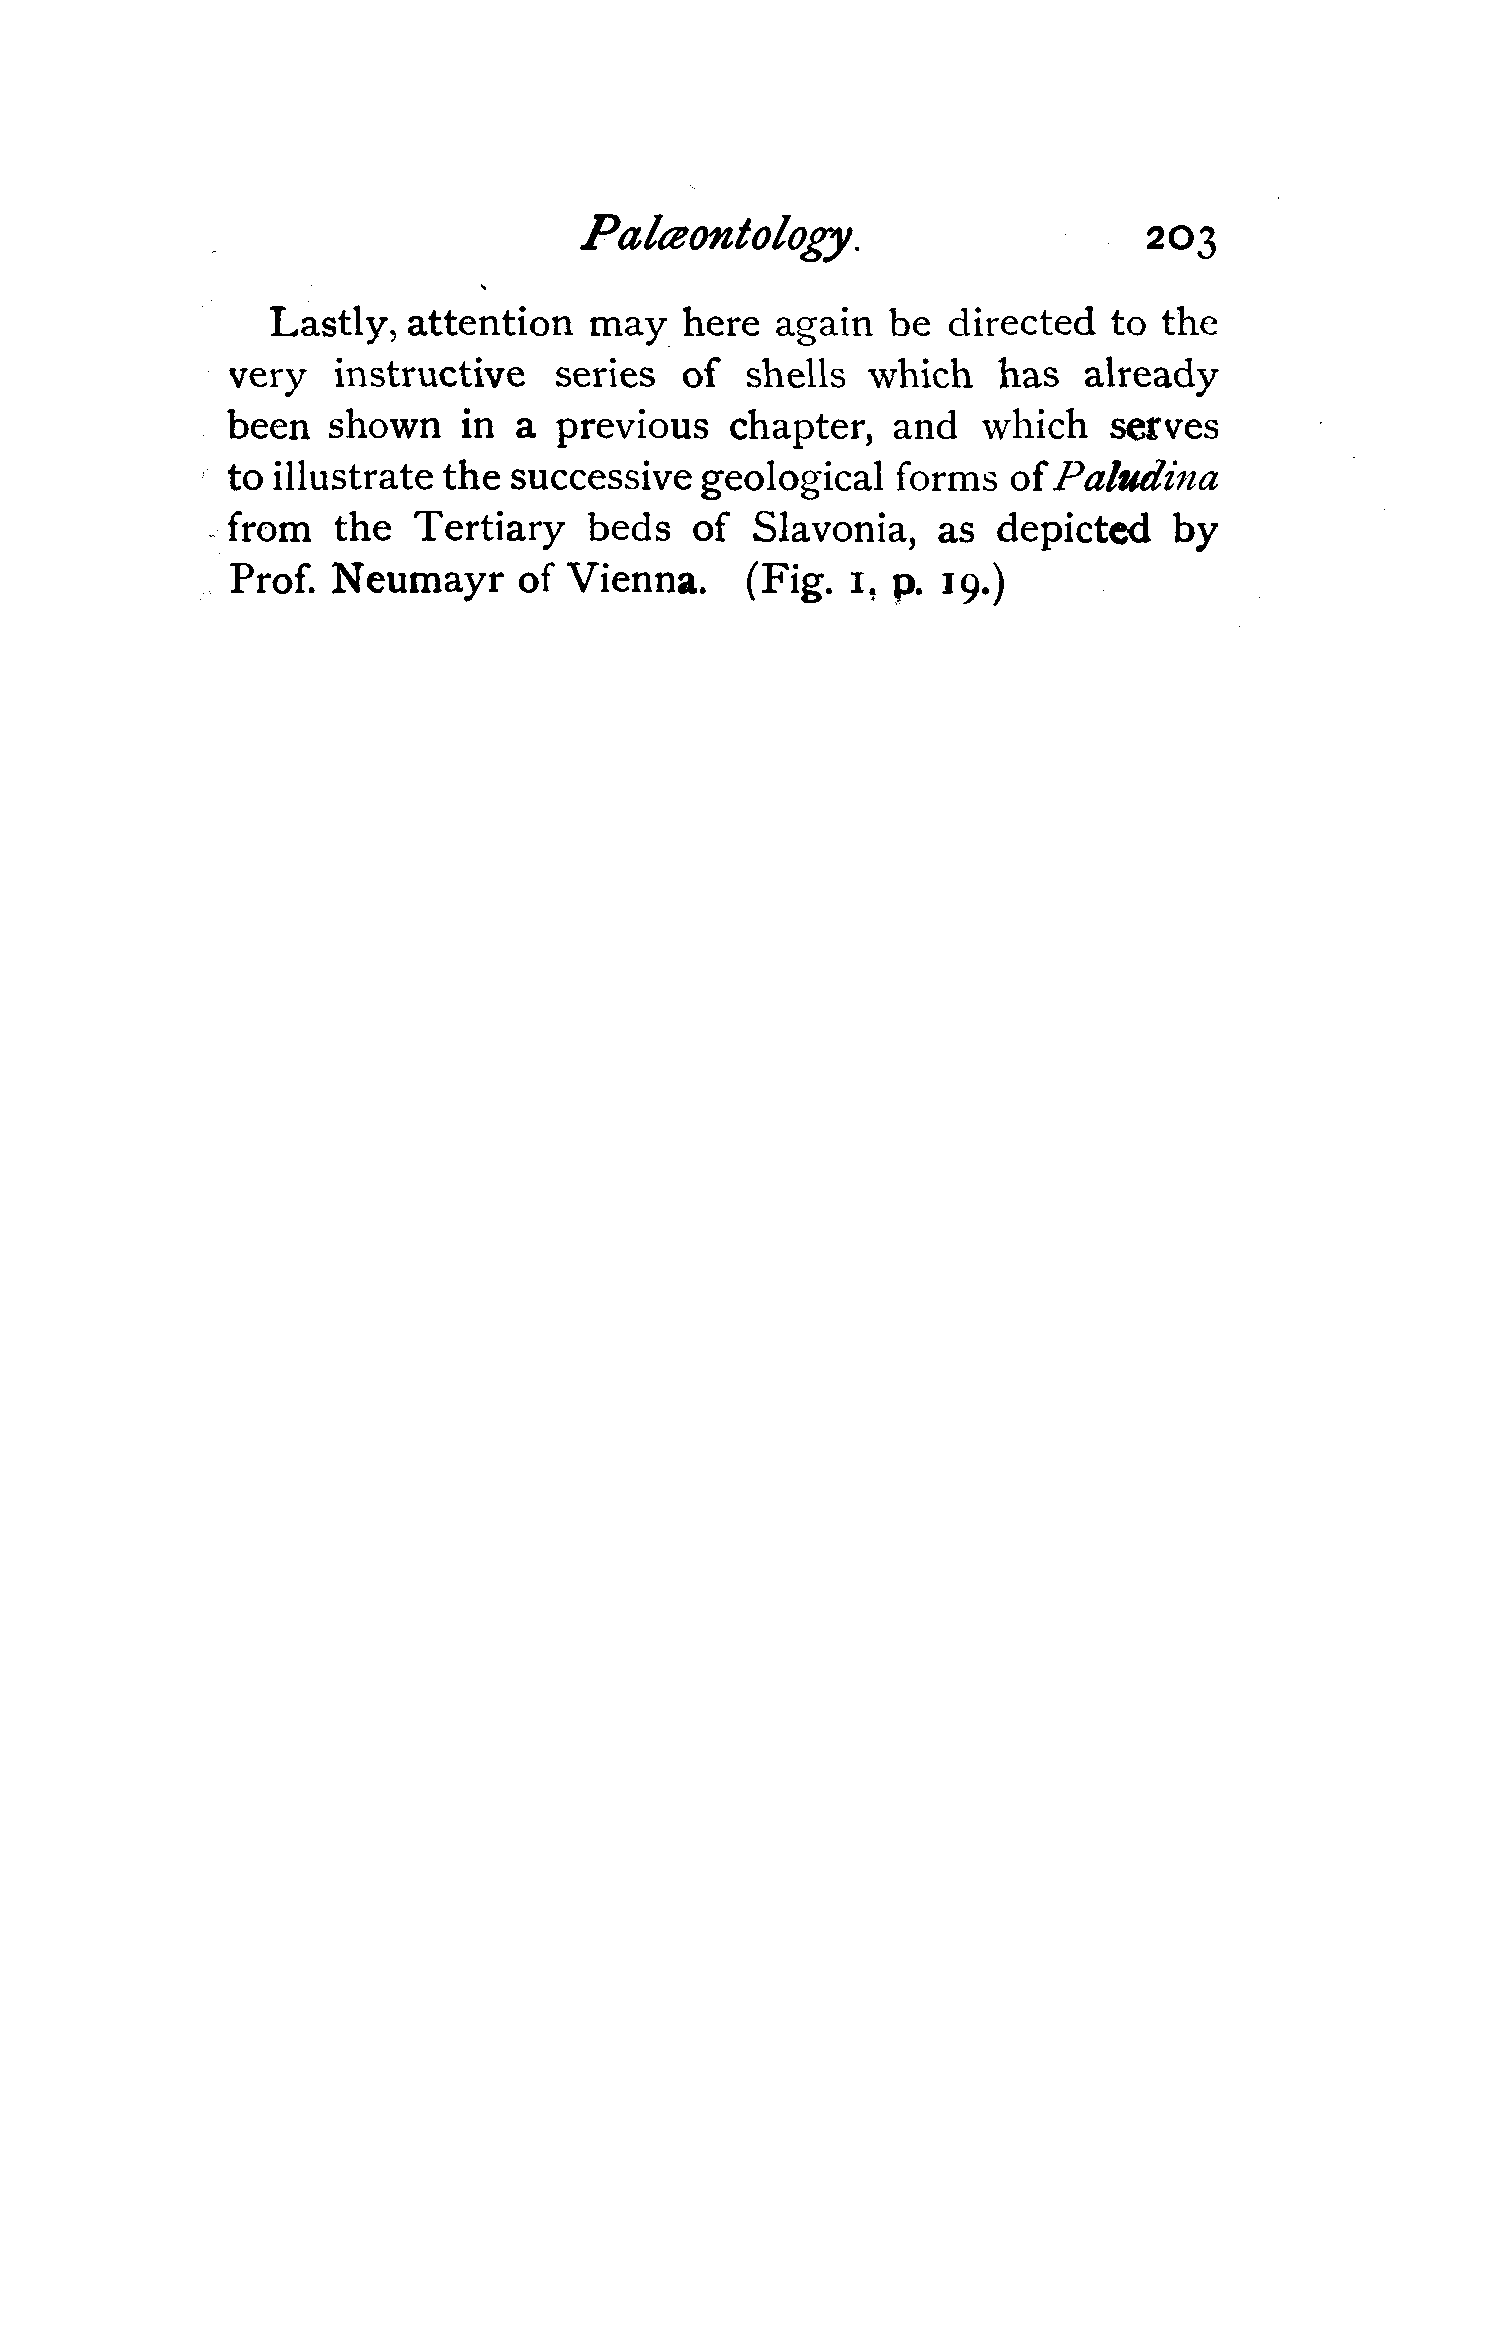 Palæontology. 203
Lastly, attention may here again be directed to the
very instructive series of shells which has already
been shown in a previous chapter, and which serves
to illustrate the successive geological forms of Paludina
from the Tertiary beds of Slavonia, as depicted by
Prof. Neumayr of Vienna. (Fig. 1, p. 19.)